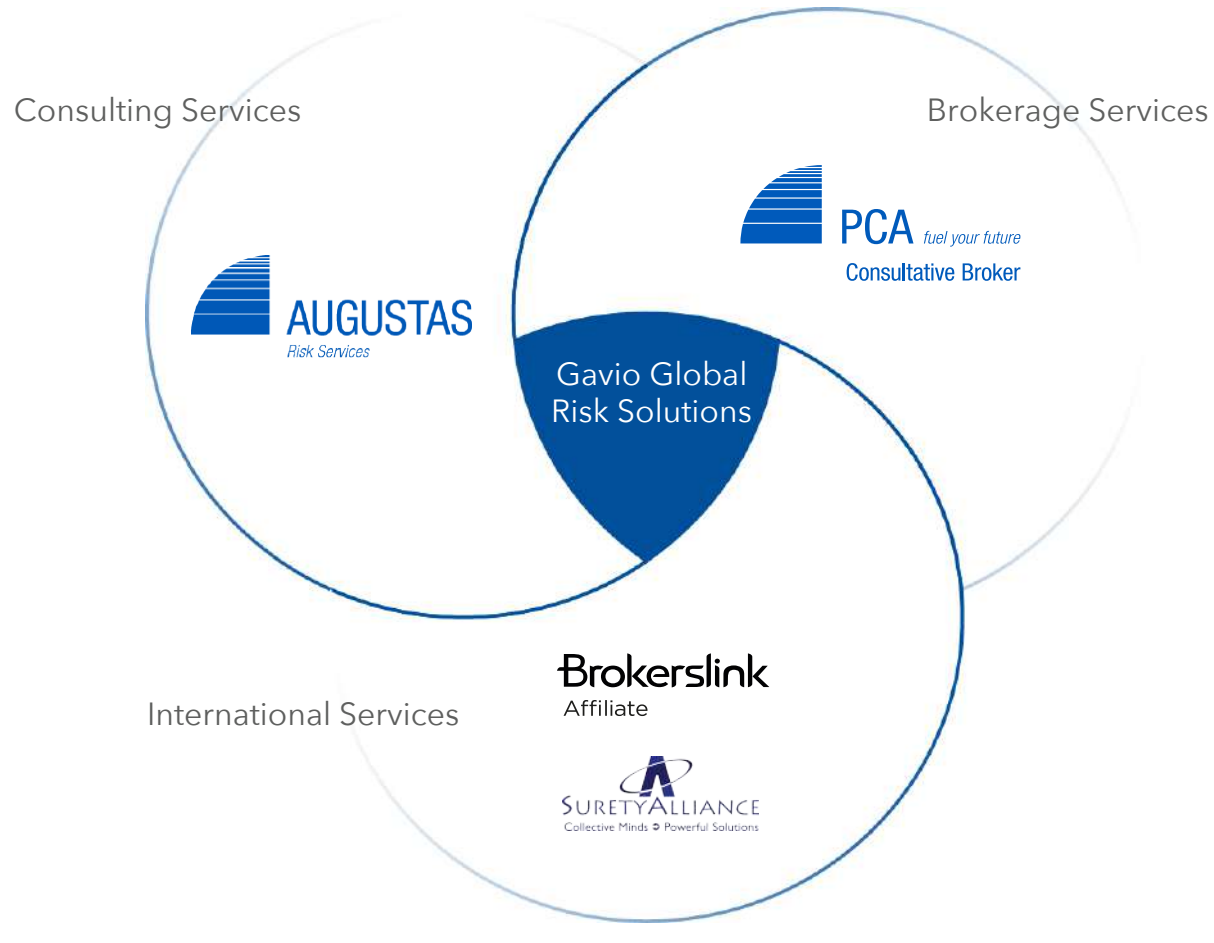 Consulting Services
Brokerage Services
PCA fuel your future
Consultative Broker
AUGUSTAS
Risk Services
Gavio Global
Risk Solutions
International Services
Brokerslink
Affiliate
SURETYALLIANCE
Collective Minds ➲ Powerful Solutions